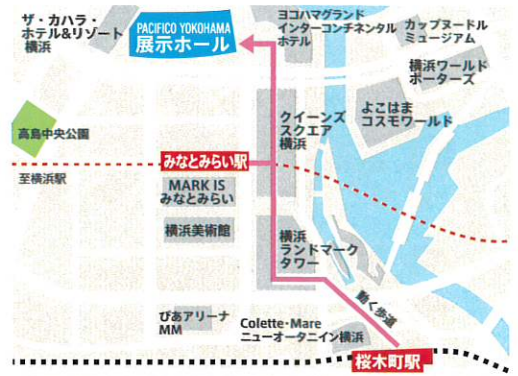 ザ・カハラ・
ホテル&リゾート
横浜
PACIFICO YOKOHAMA
展示ホール
ヨコハマグランド
インターコンチネンタル
ホテル
カップヌードル
ミュージアム
横浜ワールド
ポーターズ
よこはま
コスモワールド
クイーンズ
スクエア
横浜
高島中央公園
みなとみらい駅
至横浜駅
MARK IS
みなとみらい
横浜美術館
横浜
ランドマーク
タワー
動く歩道
ぴあアリーナ
MM
Colette・Mare
ニューオータニイン横浜
桜木町駅